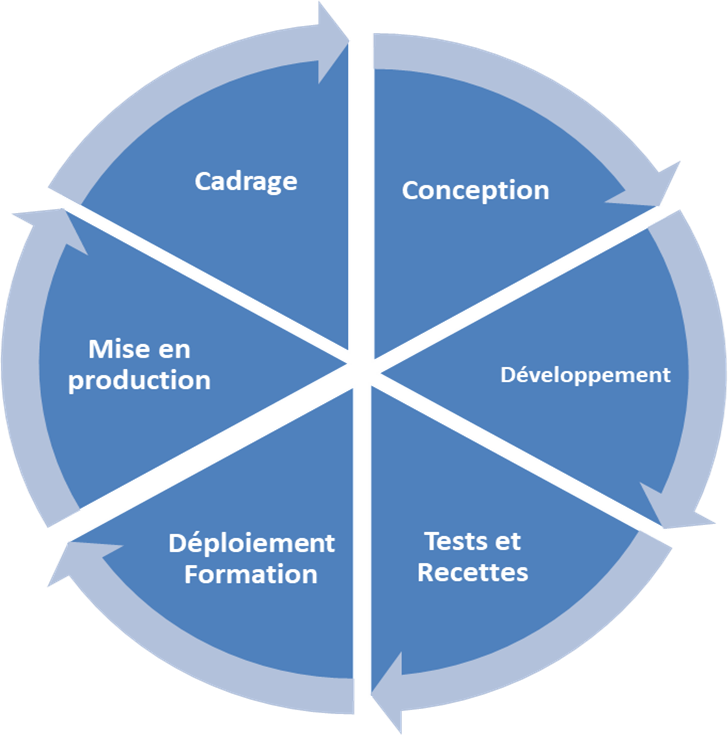 Cadrage
Conception
Mise en
production
Développement
Déploiement
Formation
Tests et
Recettes